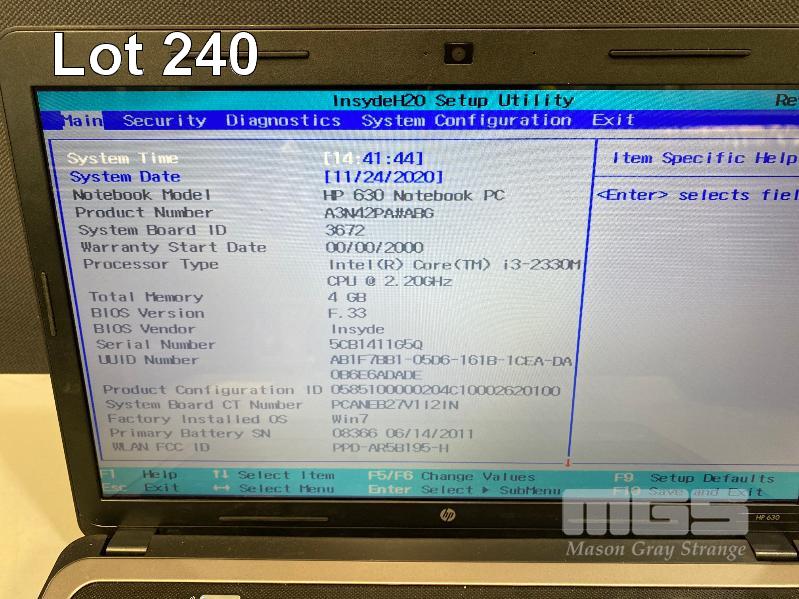 Lot 240
InsydeH20 Setup Utility Re
Main Security Diagnostics System Configuration Exit
System Time [14:41:44]
Item Specific Help
System Date [11/24/2020]
Notebook Model HP 630 Notebook PC
<Enter> selects fiel
Product Number A3N42PA#ABG
System Board ID 3672
Warranty Start Date 00/00/2000
Processor Type Intel(R) Core(TM) i3-2330M
CPU @ 2.20GHz
Total Memory 4 GB
BIOS Version F.33
BIOS Vendor Insyde
Serial Number 5CB141165Q
UUID Number AB1F7BB1-05D6-161B-1CEA-DA
0B6E6ADADE
Product Configuration ID 0585100000204C10002620100
System Board CT Number PCANEB27V1I2IN
Factory Installed OS Win7
Primary Battery SN 08366 06/14/2011
WLAN FCC ID PPD-AR5B195-H
F1 Help ↑↓ Select Item F5/F6 Change Values F9 Setup Defaults
Esc Exit ↔ Select Menu Enter Select ▶ SubMenu F10 Save and Exit
hp
HP 630
MGS
Mason Gray Strange